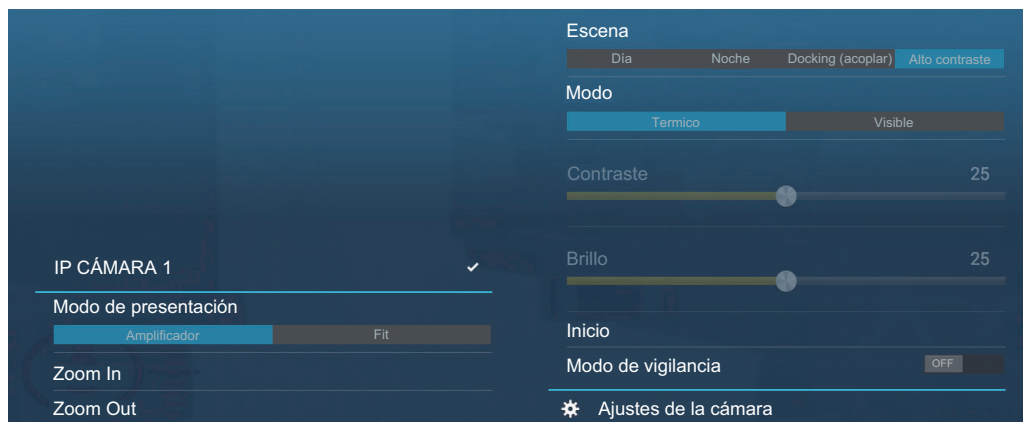 IP CÁMARA 1
Modo de presentación
Amplificador Fit
Zoom In
Zoom Out
Escena
Día Noche Docking (acoplar) Alto contraste
Modo
Termico Visible
Contraste 25
Brillo 25
Inicio
Modo de vigilancia OFF
Ajustes de la cámara